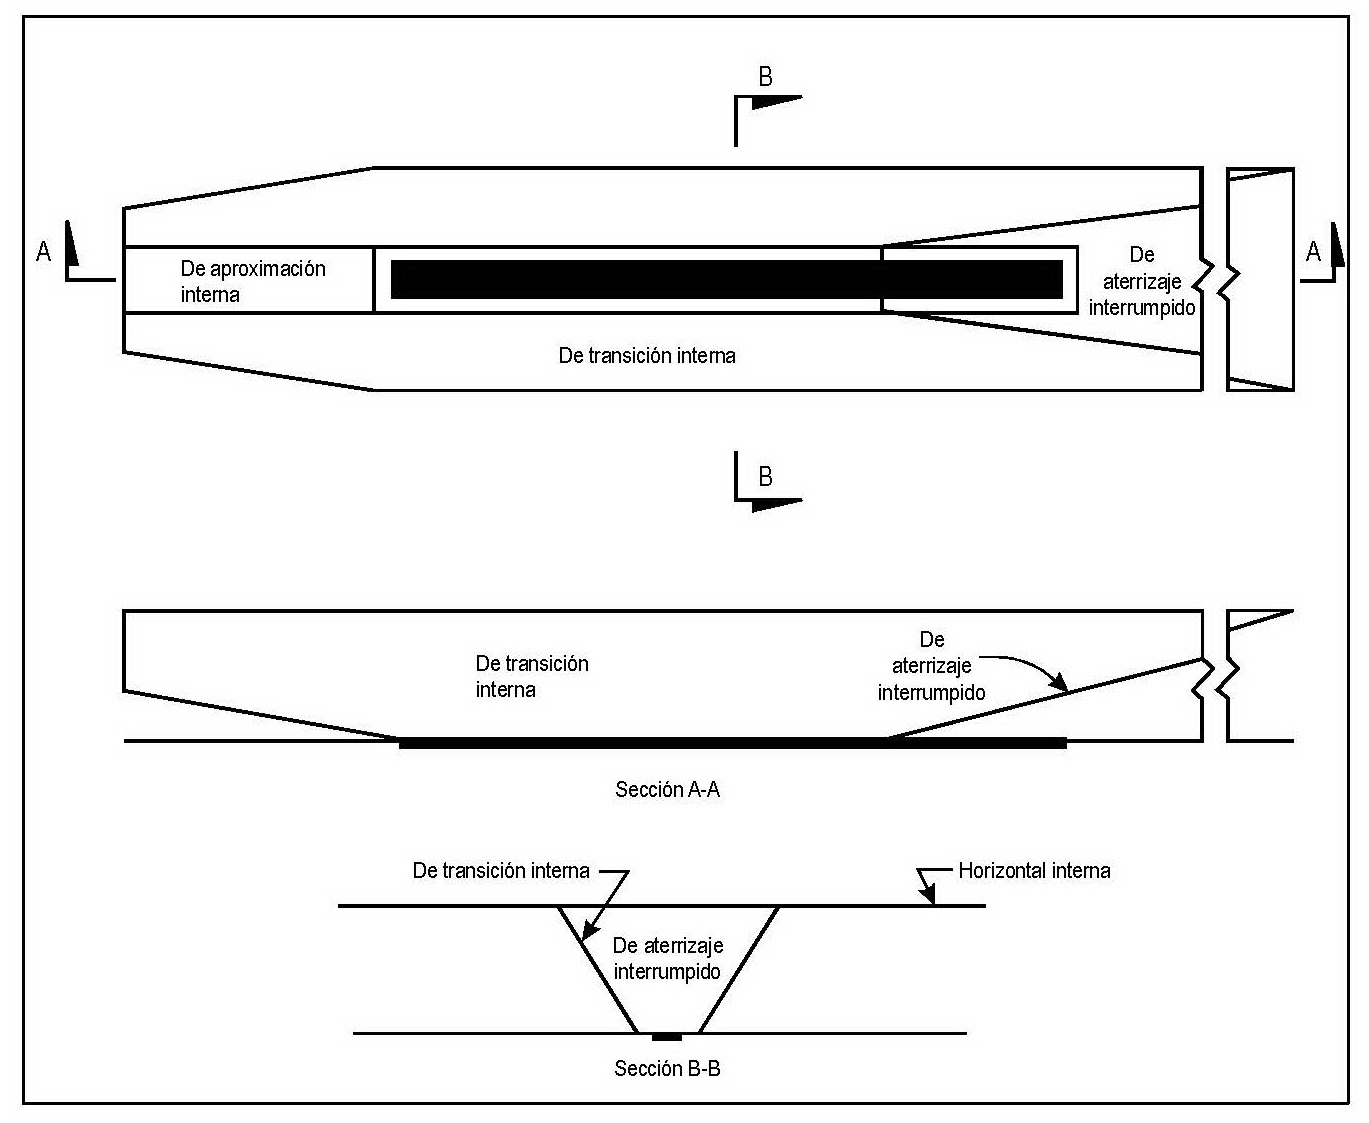 B
A
De aproximación
interna
De
aterrizaje
interrumpido
A
De transición interna
B
De transición
interna
De
aterrizaje
interrumpido
Sección A-A
De transición interna
Horizontal interna
De aterrizaje
interrumpido
Sección B-B